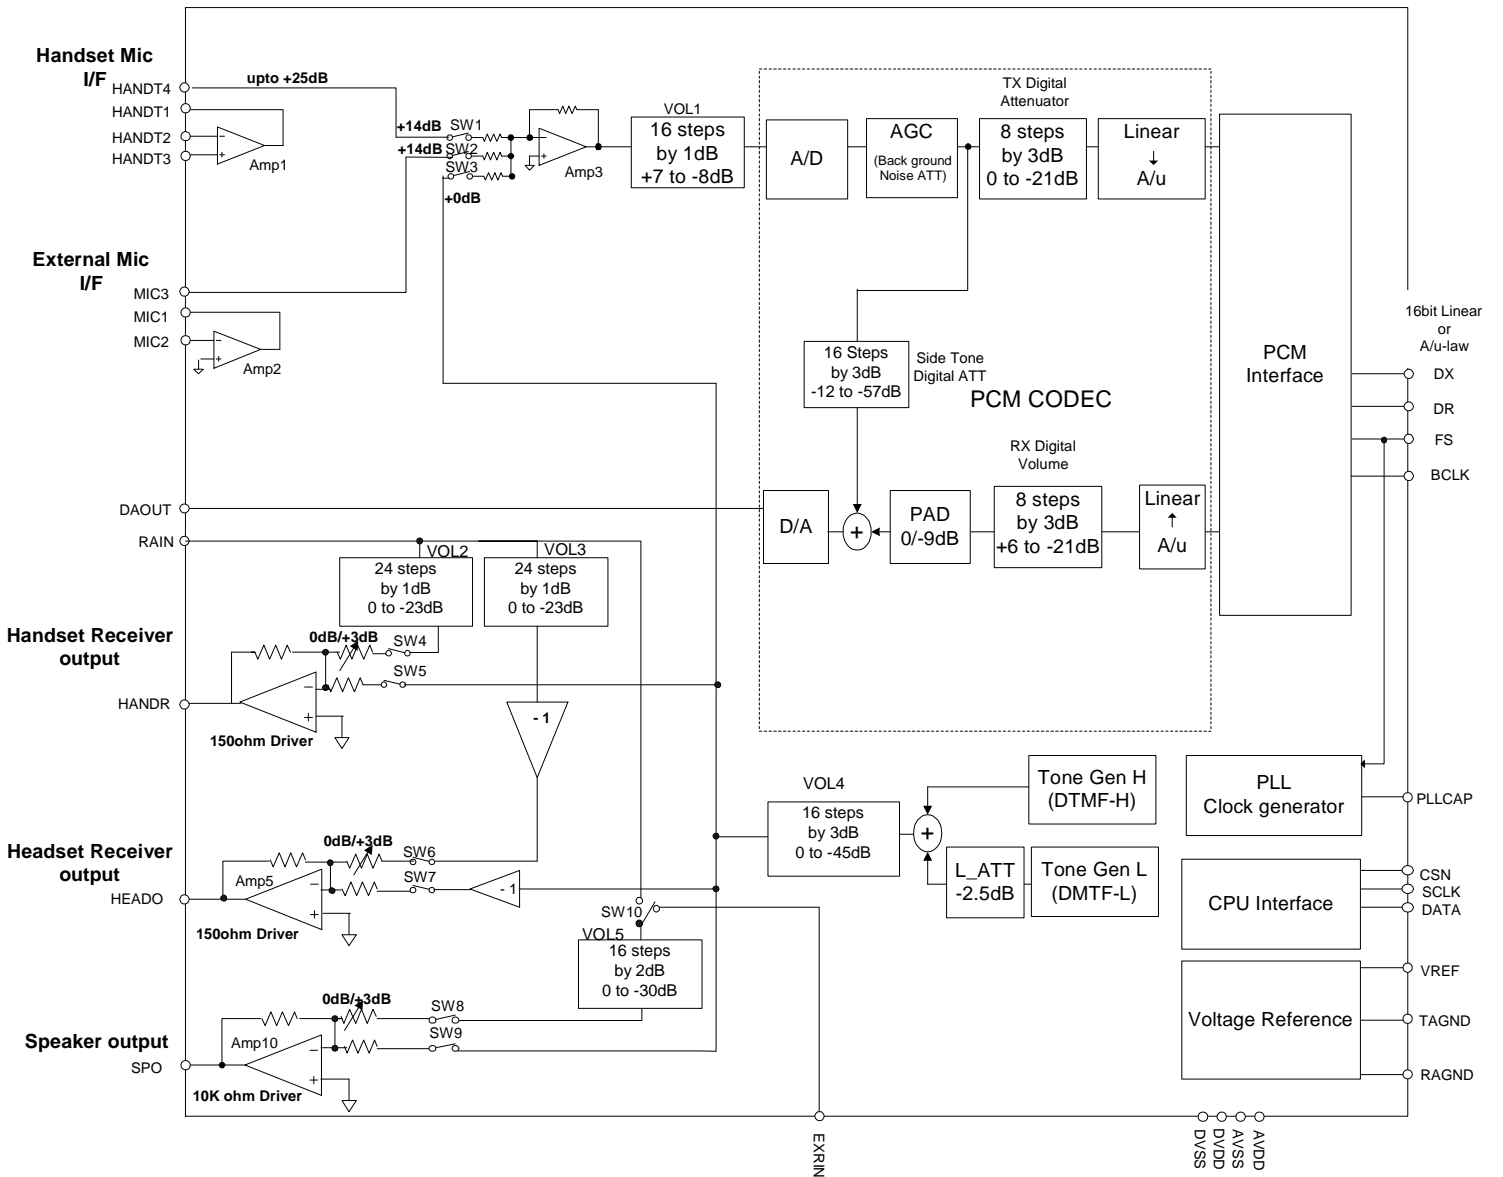 Handset Mic
I/F
HANDT4
HANDT1
HANDT2
HANDT3
upto +25dB
Amp1
+14dB
SW1
+14dB
SW2
SW3
+0dB
Amp3
VOL1
16 steps
by 1dB
+7 to -8dB
A/D
AGC
(Back ground
Noise ATT)
TX Digital
Attenuator
8 steps
by 3dB
0 to -21dB
Linear
↓
A/u
External Mic
I/F
MIC3
MIC1
MIC2
Amp2
16 Steps
by 3dB
-12 to -57dB
Side Tone
Digital ATT
PCM CODEC
PCM
Interface
16bit Linear
or
A/u-law
DX
DR
FS
BCLK
DAOUT
RAIN
D/A
+
PAD
0/-9dB
RX Digital
Volume
8 steps
by 3dB
+6 to -21dB
Linear
↑
A/u
VOL2
24 steps
by 1dB
0 to -23dB
VOL3
24 steps
by 1dB
0 to -23dB
Handset Receiver
output
HANDR
0dB/+3dB
SW4
SW5
−
+
150ohm Driver
- 1
VOL4
16 steps
by 3dB
0 to -45dB
+
Tone Gen H
(DTMF-H)
L_ATT
-2.5dB
Tone Gen L
(DMTF-L)
PLL
Clock generator
PLLCAP
Headset Receiver
output
HEADO
0dB/+3dB
SW6
SW7
Amp5
−
+
- 1
150ohm Driver
SW10
VOL5
16 steps
by 2dB
0 to -30dB
CPU Interface
CSN
SCLK
DATA
Voltage Reference
VREF
TAGND
RAGND
Speaker output
SPO
0dB/+3dB
SW8
SW9
Amp10
−
+
10K ohm Driver
EXRIN
DVSS
DVDD
AVSS
AVDD